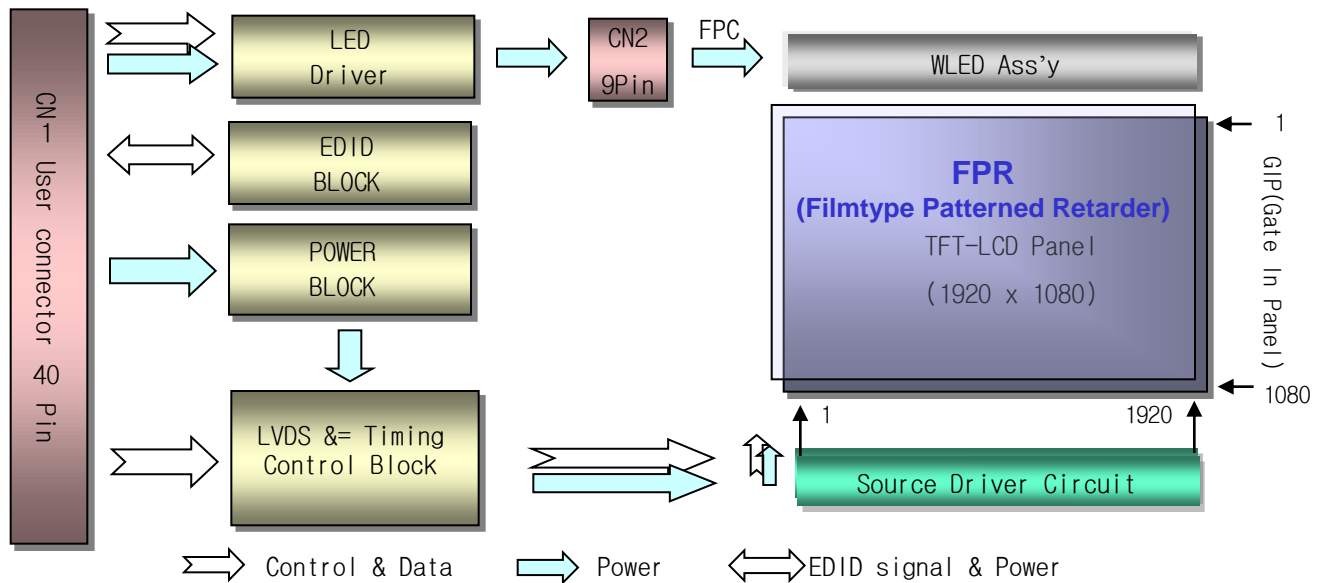 CN1 User connector 40 Pin
LED
Driver
CN2
9Pin
FPC
WLED Ass’y
EDID
BLOCK
POWER
BLOCK
FPR
(Filmtype Patterned Retarder)
TFT-LCD Panel
(1920 x 1080)
1
GIP(Gate In Panel)
1080
1
1920
LVDS &= Timing
Control Block
Source Driver Circuit
Control & Data
Power
EDID signal & Power